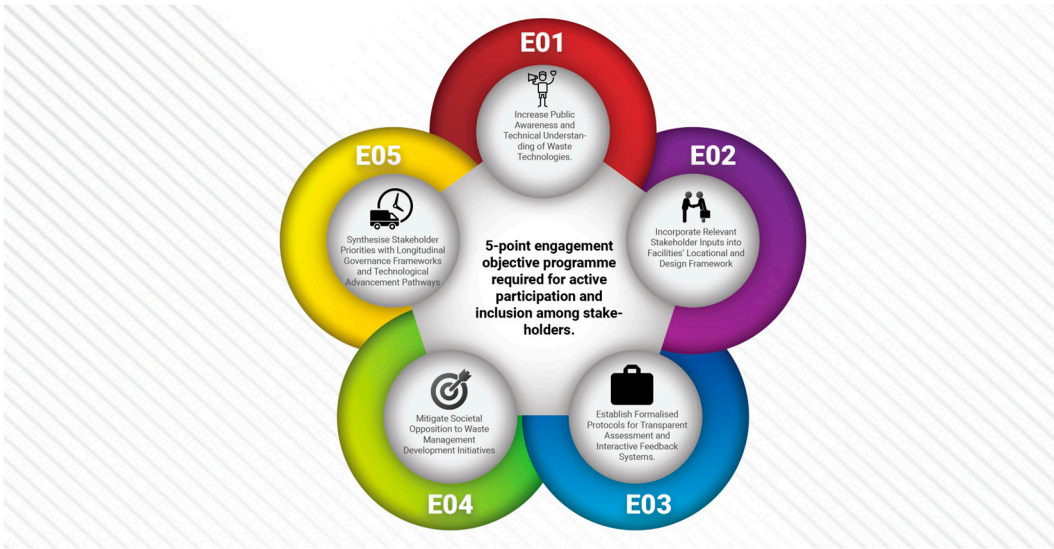 E01
Increase Public
Awareness and
Technical Understan-
ding of Waste
Technologies.
E02
Incorporate Relevant
Stakeholder Inputs into
Facilities' Locational and
Design Framework
E03
Establish Formalised
Protocols for Transparent
Assessment and
Interactive Feedback
Systems.
E04
Mitigate Societal
Opposition to Waste
Management
Development Initiatives
E05
Synthesise Stakeholder
Priorities with Longitudinal
Governance Frameworks
and Technological
Advancement Pathways
5-point engagement
objective programme
required for active
participation and
inclusion among stake-
holders.